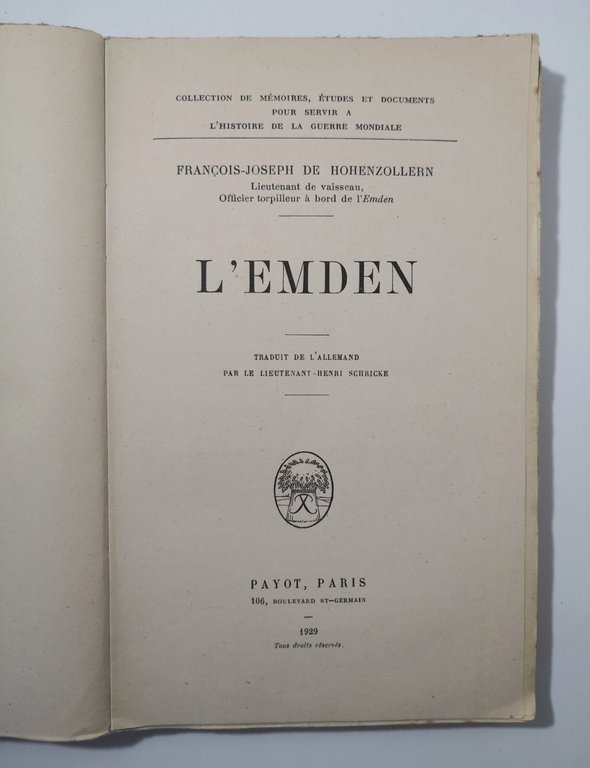 COLLECTION DE MÉMOIRES, ÉTUDES ET DOCUMENTS
POUR SERVIR A
L'HISTOIRE DE LA GUERRE MONDIALE
FRANÇOIS-JOSEPH DE HOHENZOLLERN
Lieutenant de vaisseau,
Officier torpilleur à bord de l'Emden
L'EMDEN
TRADUIT DE L'ALLEMAND
PAR LE LIEUTENANT-HENRI SCHRICKE
PAYOT, PARIS
106, BOULEVARD ST-GERMAIN
1929
Tous droits réservés.